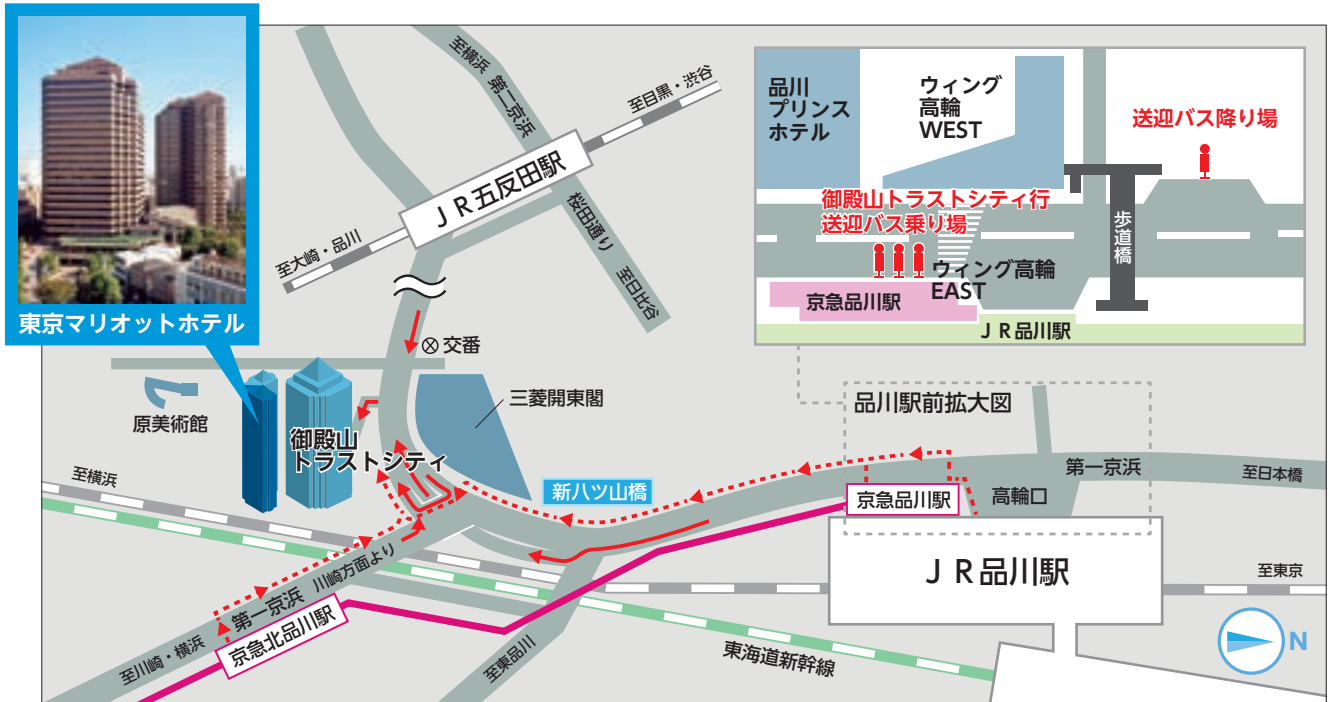 東京マリオットホテル
至横浜 第二京浜
至目黒・渋谷
JR五反田駅
至大崎・品川
桜田通り
至日比谷
交番
三菱開東閣
原美術館
御殿山
トラストシティ
至横浜
新八ツ山橋
第一京浜 川崎方面より
京急北品川駅
至川崎・横浜
至東品川
東海道新幹線
品川
プリンス
ホテル
ウィング
高輪
WEST
送迎バス降り場
御殿山トラストシティ行
送迎バス乗り場
歩道橋
ウィング高輪
EAST
京急品川駅
JR品川駅
品川駅前拡大図
第一京浜
至日本橋
京急品川駅
高輪口
JR品川駅
至東京
N